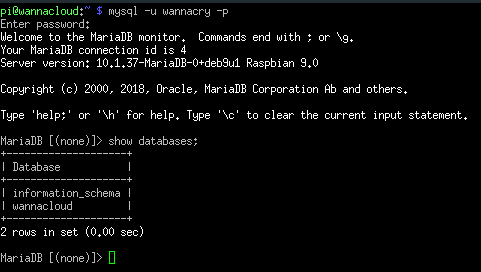 pi@wannacloud:~ $ mysql -u wannacry -p
Enter password:
Welcome to the MariaDB monitor.  Commands end with ; or \g.
Your MariaDB connection id is 4
Server version: 10.1.37-MariaDB-0+deb9u1 Raspbian 9.0

Copyright (c) 2000, 2018, Oracle, MariaDB Corporation Ab and others.

Type 'help;' or '\h' for help. Type '\c' to clear the current input statement.

MariaDB [(none)]> show databases;
+--------------------+
| Database           |
+--------------------+
| information_schema |
| wannacloud         |
+--------------------+
2 rows in set (0.00 sec)

MariaDB [(none)]>